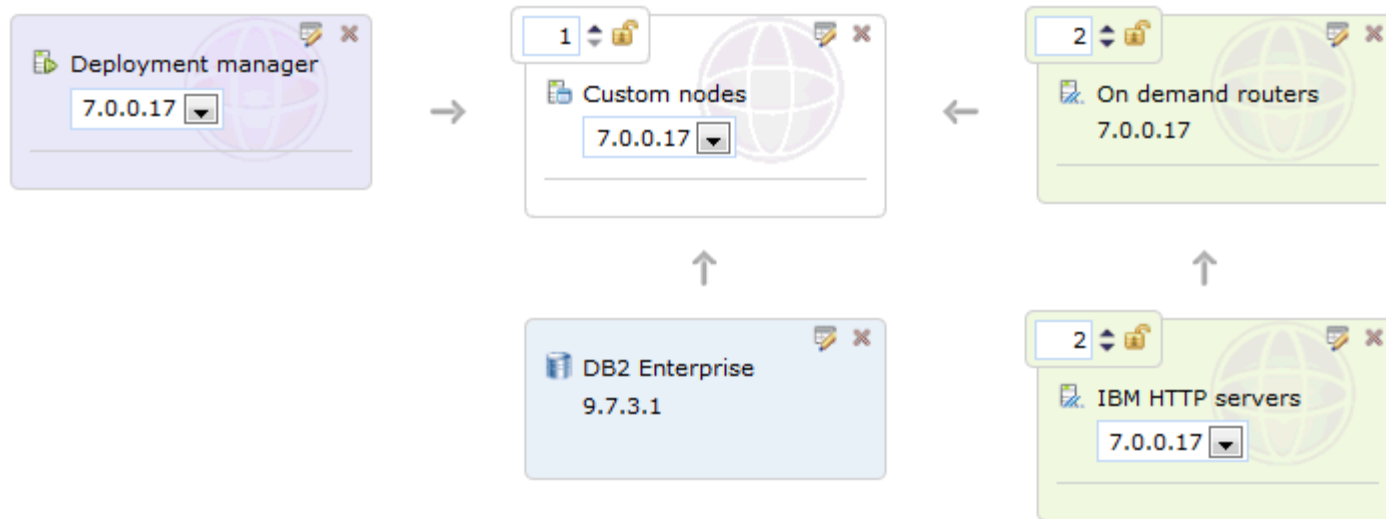 Deployment manager
7.0.0.17
1
Custom nodes
7.0.0.17
2
On demand routers
7.0.0.17
DB2 Enterprise
9.7.3.1
2
IBM HTTP servers
7.0.0.17